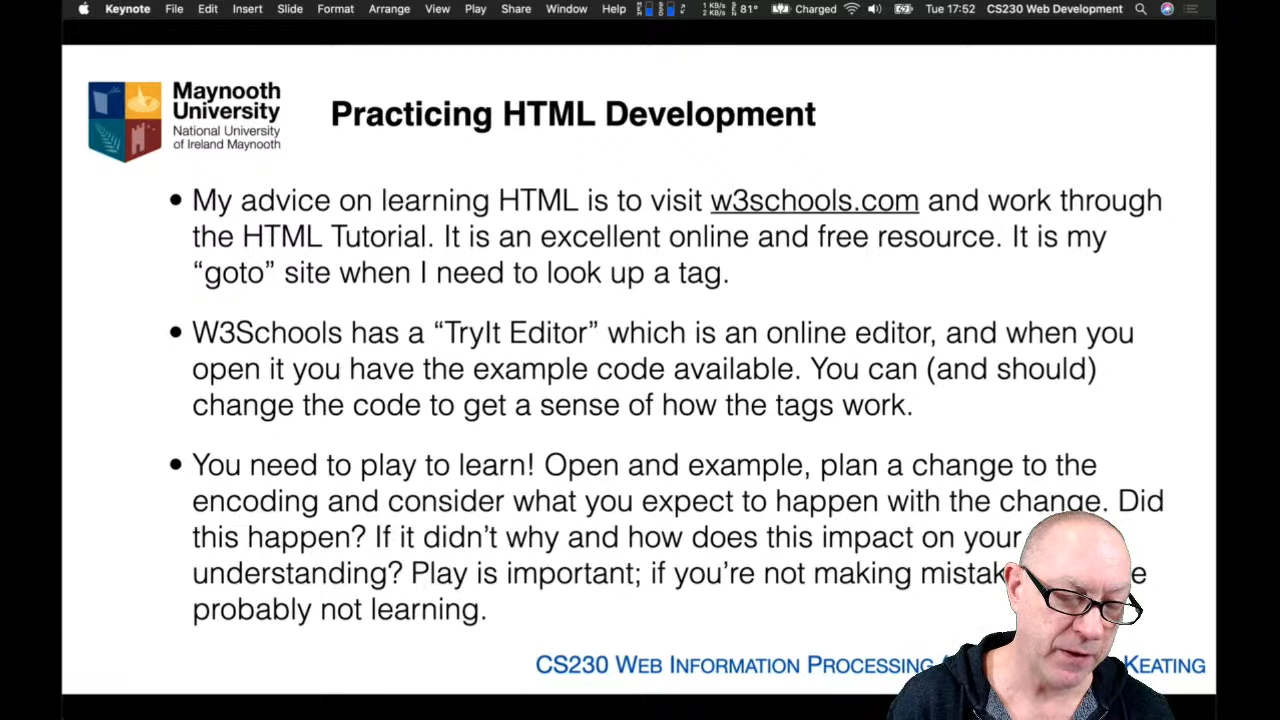 Keynote File Edit Insert Slide Format Arrange View Play Share Window Help 1 KB/s 2 KB/s 81° Charged Tue 17:52 CS230 Web Development
Maynooth
University
National University
of Ireland Maynooth
Practicing HTML Development
• My advice on learning HTML is to visit w3schools.com and work through
the HTML Tutorial. It is an excellent online and free resource. It is my
“goto” site when I need to look up a tag.
• W3Schools has a “TryIt Editor” which is an online editor, and when you
open it you have the example code available. You can (and should)
change the code to get a sense of how the tags work.
• You need to play to learn! Open and example, plan a change to the
encoding and consider what you expect to happen with the change. Did
this happen? If it didn’t why and how does this impact on your
understanding? Play is important; if you’re not making
probably not learning.
CS230 WEB INFORMATION PROCESSING KEATING